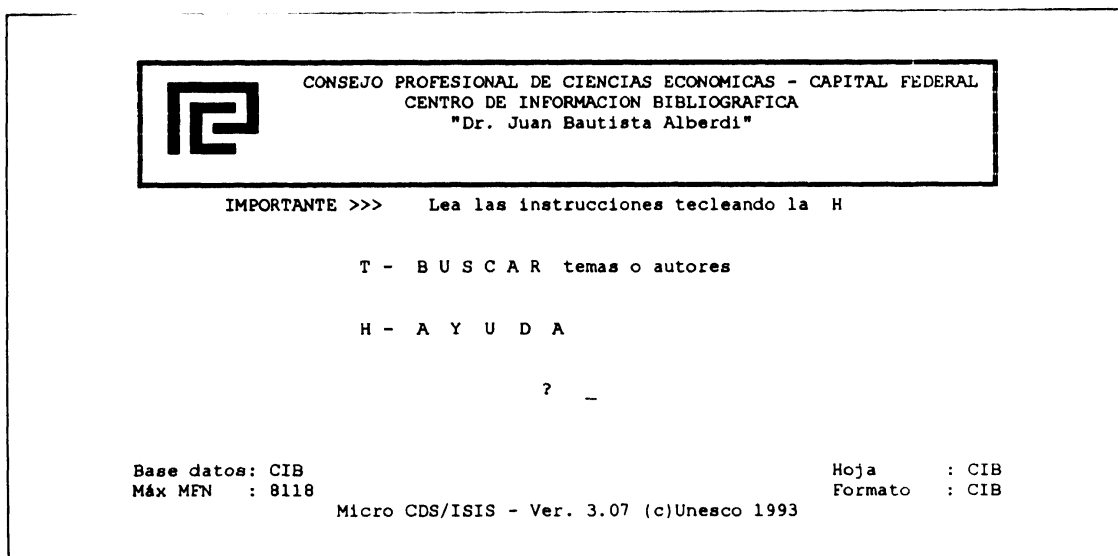 CONSEJO PROFESIONAL DE CIENCIAS ECONOMICAS - CAPITAL FEDERAL
CENTRO DE INFORMACION BIBLIOGRAFICA
"Dr. Juan Bautista Alberdi"
IMPORTANTE >>> Lea las instrucciones tecleando la H
T - B U S C A R temas o autores
H - A Y U D A
? _
Base datos: CIB Hoja : CIB
Máx MFN : 8118 Formato : CIB
Micro CDS/ISIS - Ver. 3.07 (c)Unesco 1993